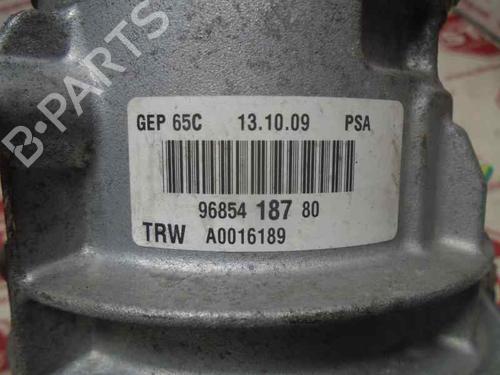 B-PARTS
GEP 65C 13.10.09 PSA
96854 187 80
TRW A0016189